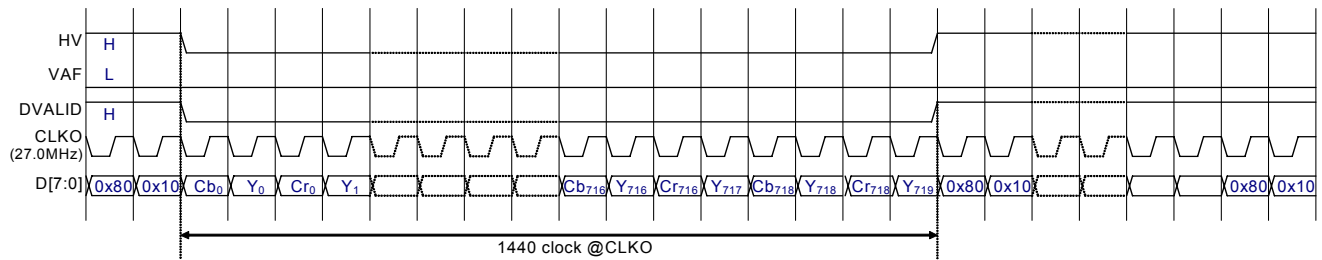 HV H
VAF L
DVALID H
CLKO
(27.0MHz)
D[7:0] 0x80 0x10 Cb0 Y0 Cr0 Y1 Cb716 Y716 Cr716 Y717 Cb718 Y718 Cr718 Y719 0x80 0x10 0x80 0x10
1440 clock @CLKO